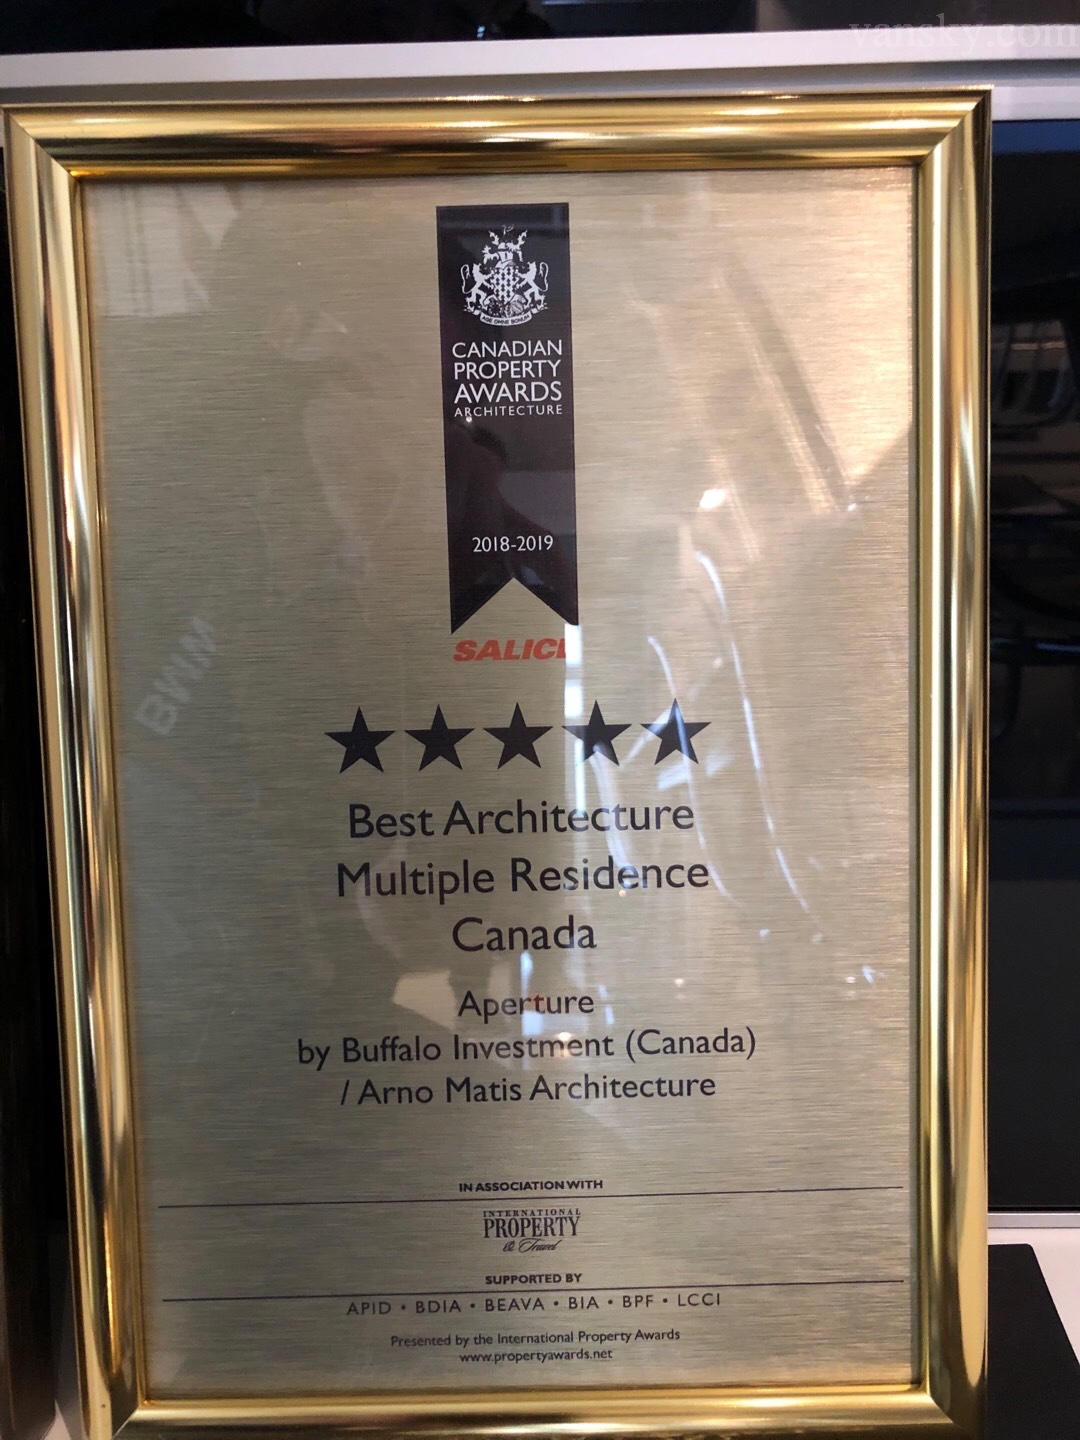 vansky.com
CANADIAN
PROPERTY
AWARDS
ARCHITECTURE
2018-2019
SALICI
BMW
Best Architecture
Multiple Residence
Canada
Aperture
by Buffalo Investment (Canada)
/ Arno Matis Architecture
IN ASSOCIATION WITH
INTERNATIONAL
PROPERTY
& Travel
SUPPORTED BY
APID • BDIA • BEAVA • BIA • BPF • LCCI
Presented by the International Property Awards
www.propertyawards.net